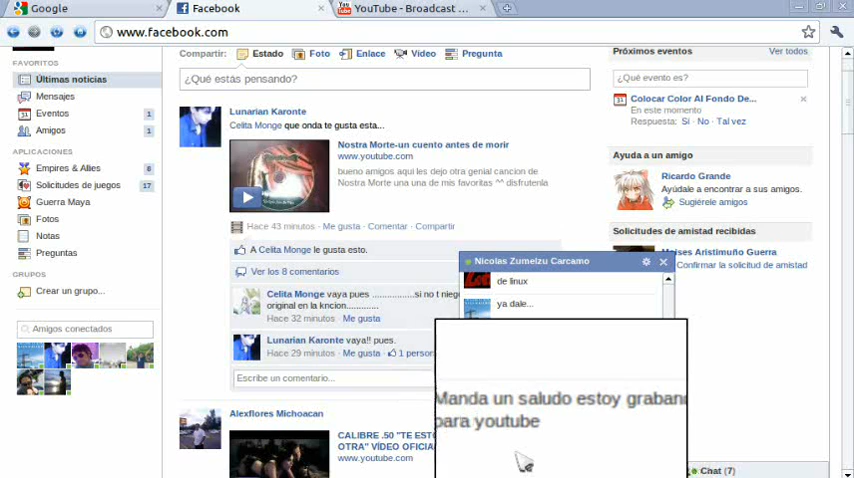 Google
Facebook
YouTube - Broadcast ...
www.facebook.com
FAVORITOS
Últimas noticias
Mensajes
Eventos 1
Amigos 1
APLICACIONES
Empires & Allies 6
Solicitudes de juegos 17
Guerra Maya
Fotos
Notas
Preguntas
GRUPOS
Crear un grupo...
Amigos conectados
Compartir: Estado Foto Enlace Video Pregunta
¿Qué estás pensando?
Lunarian Karonte
Celita Monge que onda te gusta esta...
Nostra Morte-un cuento antes de morir
www.youtube.com
bueno amigos aqui les dejo otra genial cancion de
Nostra Morte una una de mis favoritas ^^ disfrutenla
Hace 43 minutos · Me gusta · Comentar · Compartir
A Celita Monge le gusta esto.
Ver los 8 comentarios
Celita Monge vaya pues ................si no t niego
original en la kncion............
Hace 32 minutos · Me gusta
Lunarian Karonte vaya!! pues.
Hace 29 minutos · Me gusta · 1 person
Escribe un comentario...
Alexflores Michoacan
CALIBRE .50 "TE ESTO
OTRA" VÍDEO OFICIAL
www.youtube.com
Nicolas Zumelzu Carcamo
de linux
ya dale...
Manda un saludo estoy graband
para youtube
Próximos eventos Ver todos
¿Qué evento es?
31 Colocar Color Al Fondo De...
En este momento
Respuesta: Sí · No · Tal vez
Ayuda a un amigo
Ricardo Grande
Ayúdale a encontrar a sus amigos.
Sugiérele amigos
Solicitudes de amistad recibidas
Moises Aristimuño Guerra
Confirmar la solicitud de amistad
Chat (7)